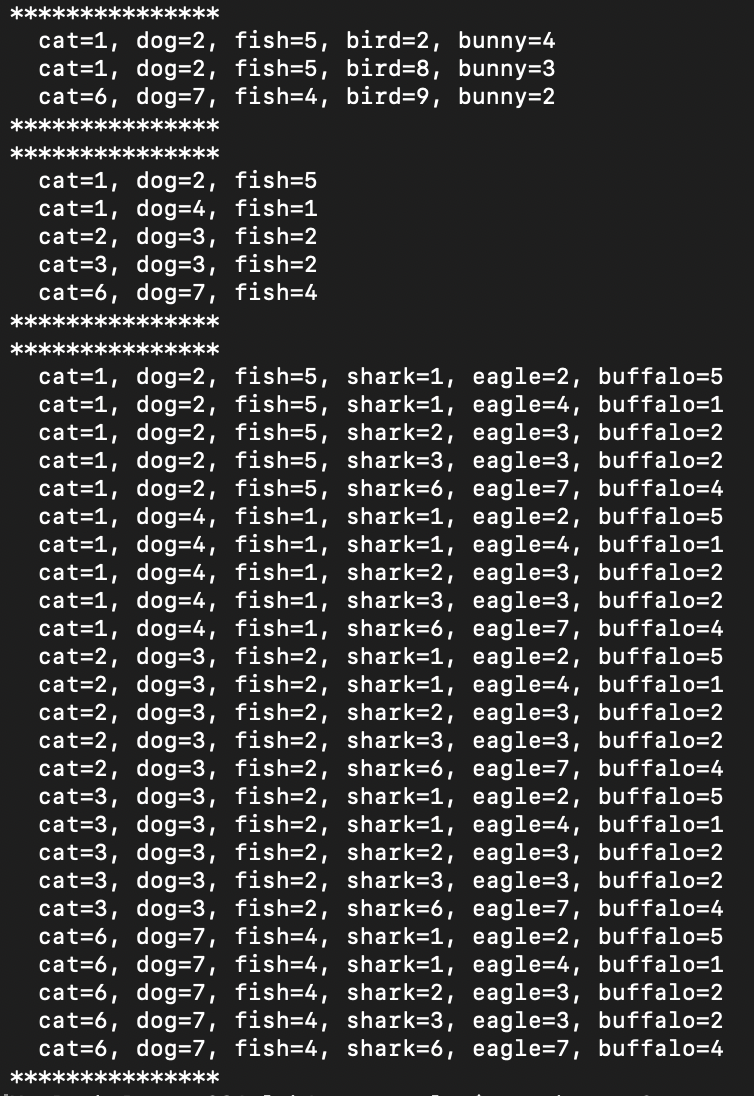 ***************
  cat=1, dog=2, fish=5, bird=2, bunny=4
  cat=1, dog=2, fish=5, bird=8, bunny=3
  cat=6, dog=7, fish=4, bird=9, bunny=2
***************
***************
  cat=1, dog=2, fish=5
  cat=1, dog=4, fish=1
  cat=2, dog=3, fish=2
  cat=3, dog=3, fish=2
  cat=6, dog=7, fish=4
***************
***************
  cat=1, dog=2, fish=5, shark=1, eagle=2, buffalo=5
  cat=1, dog=2, fish=5, shark=1, eagle=4, buffalo=1
  cat=1, dog=2, fish=5, shark=2, eagle=3, buffalo=2
  cat=1, dog=2, fish=5, shark=3, eagle=3, buffalo=2
  cat=1, dog=2, fish=5, shark=6, eagle=7, buffalo=4
  cat=1, dog=4, fish=1, shark=1, eagle=2, buffalo=5
  cat=1, dog=4, fish=1, shark=1, eagle=4, buffalo=1
  cat=1, dog=4, fish=1, shark=2, eagle=3, buffalo=2
  cat=1, dog=4, fish=1, shark=3, eagle=3, buffalo=2
  cat=1, dog=4, fish=1, shark=6, eagle=7, buffalo=4
  cat=2, dog=3, fish=2, shark=1, eagle=2, buffalo=5
  cat=2, dog=3, fish=2, shark=1, eagle=4, buffalo=1
  cat=2, dog=3, fish=2, shark=2, eagle=3, buffalo=2
  cat=2, dog=3, fish=2, shark=3, eagle=3, buffalo=2
  cat=2, dog=3, fish=2, shark=6, eagle=7, buffalo=4
  cat=3, dog=3, fish=2, shark=1, eagle=2, buffalo=5
  cat=3, dog=3, fish=2, shark=1, eagle=4, buffalo=1
  cat=3, dog=3, fish=2, shark=2, eagle=3, buffalo=2
  cat=3, dog=3, fish=2, shark=3, eagle=3, buffalo=2
  cat=3, dog=3, fish=2, shark=6, eagle=7, buffalo=4
  cat=6, dog=7, fish=4, shark=1, eagle=2, buffalo=5
  cat=6, dog=7, fish=4, shark=1, eagle=4, buffalo=1
  cat=6, dog=7, fish=4, shark=2, eagle=3, buffalo=2
  cat=6, dog=7, fish=4, shark=3, eagle=3, buffalo=2
  cat=6, dog=7, fish=4, shark=6, eagle=7, buffalo=4
***************